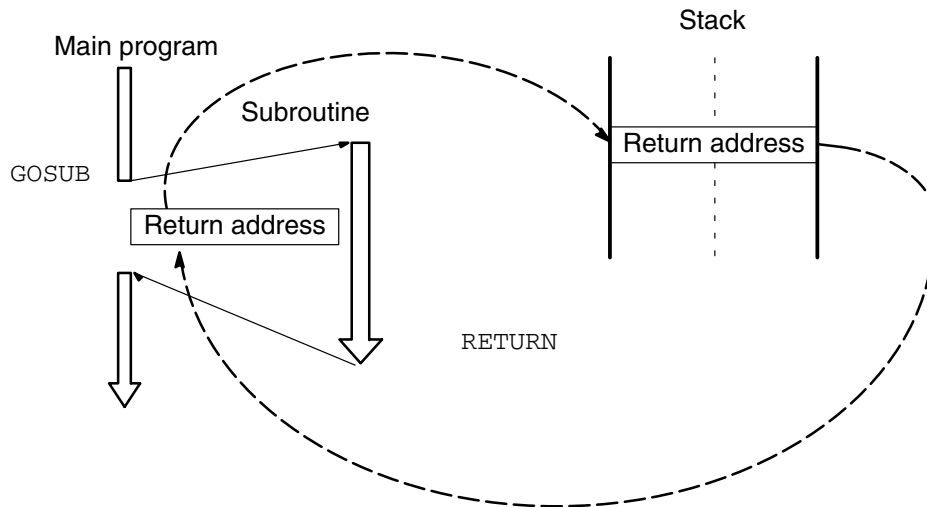 Stack
Main program
Subroutine
Return address
GOSUB
Return address
RETURN